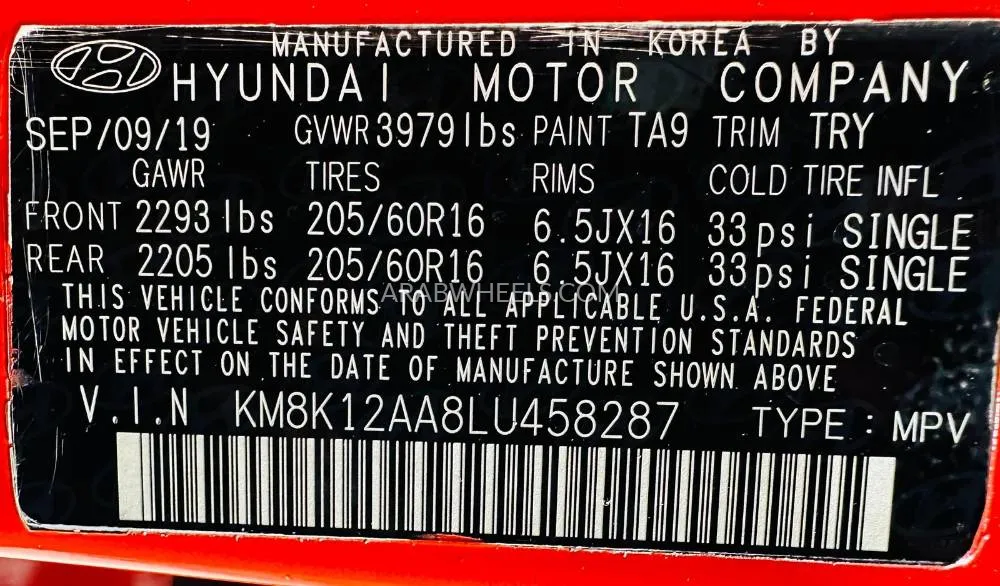 MANUFACTURED IN KOREA BY
HYUNDAI MOTOR COMPANY
SEP/09/19 GVWR 3979lbs PAINT TA9 TRIM TRY
GAWR TIRES RIMS COLD TIRE INFL
FRONT 2293 lbs 205/60R16 6.5JX16 33psi SINGLE
REAR 2205 lbs 205/60R16 6.5JX16 33psi SINGLE
ARABWHEELS.COM
THIS VEHICLE CONFORMS TO ALL APPLICABLE U.S.A. FEDERAL
MOTOR VEHICLE SAFETY AND THEFT PREVENTION STANDARDS
IN EFFECT ON THE DATE OF MANUFACTURE SHOWN ABOVE
V.I.N KM8K12AA8LU458287 TYPE : MPV